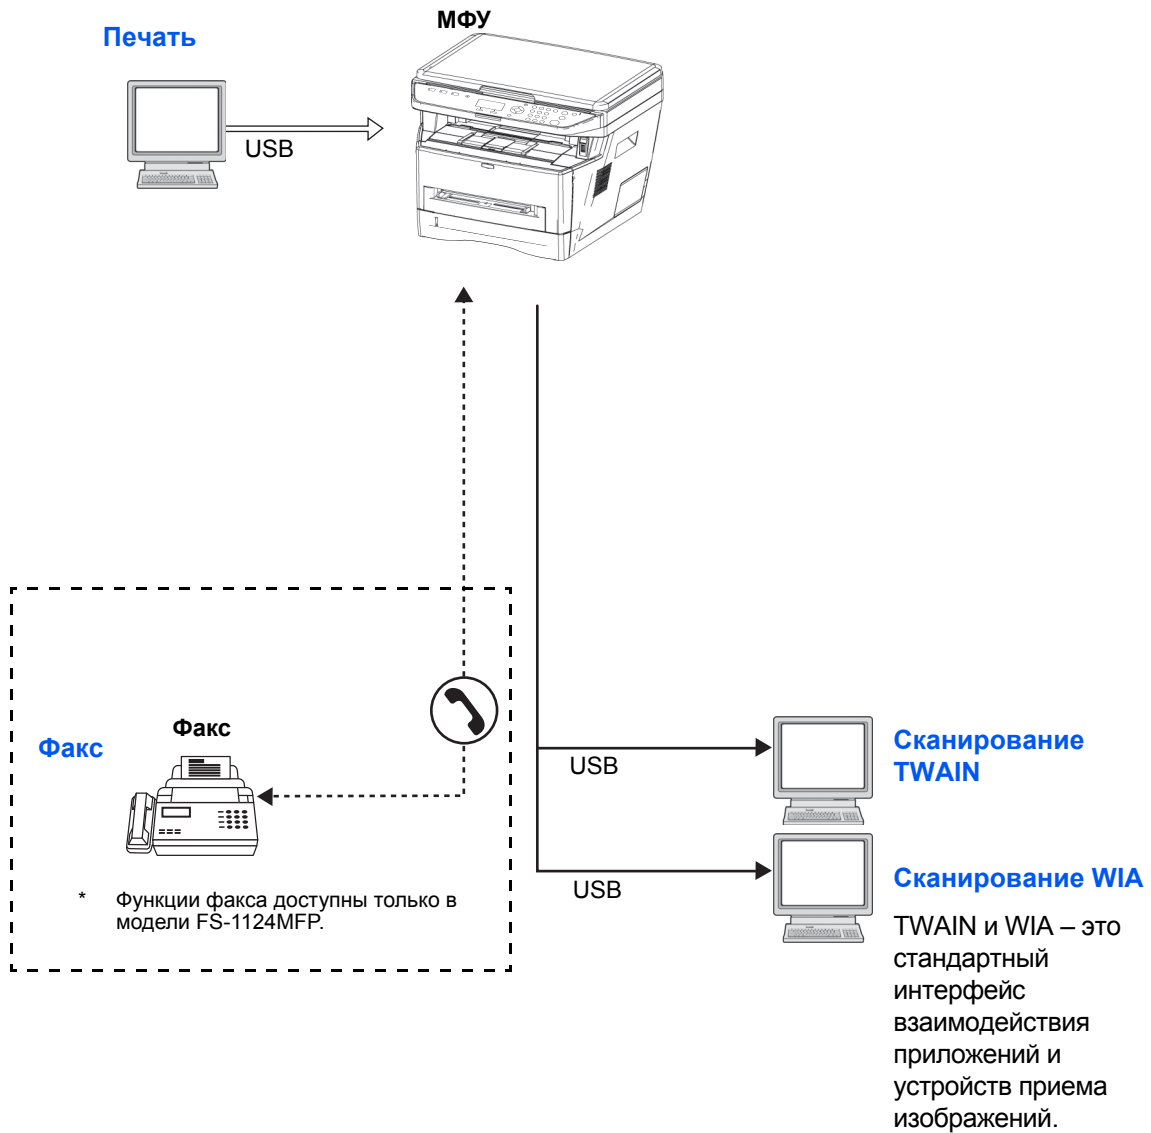 МФУ
Печать
USB
Факс
Факс
* Функции факса доступны только в
модели FS-1124MFP.
USB
Сканирование
TWAIN
USB
Сканирование WIA
TWAIN и WIA – это
стандартный
интерфейс
взаимодействия
приложений и
устройств приема
изображений.